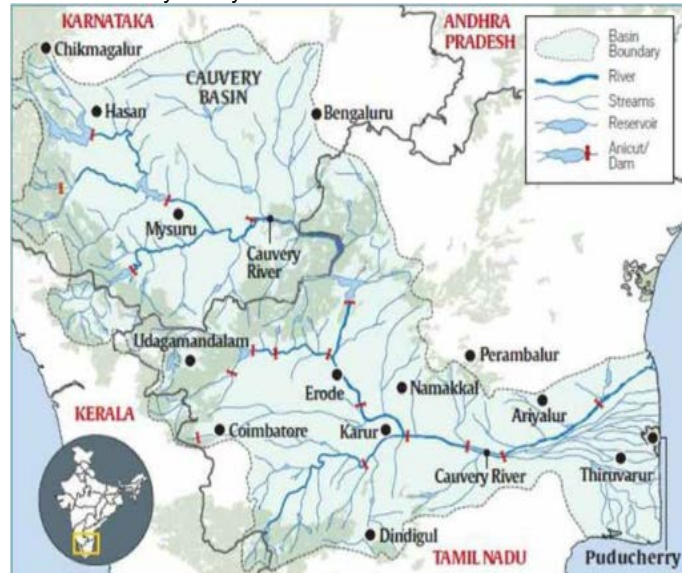 KARNATAKA
ANDHRA
PRADESH
Chikmagalur
CAUVERY
BASIN
Hasan
Bengaluru
Basin
Boundary
River
Streams
Reservoir
Anicut/
Dam
Mysuru
Cauvery
River
Udagamandalam
Perambalur
Erode
Namakkal
Ariyalur
KERALA
Coimbatore
Karur
Cauvery River
Thiruvarur
Dindigul
TAMIL NADU
Puducherry